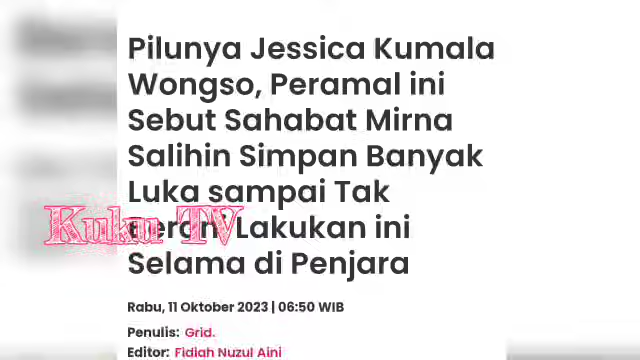 Pilunya Jessica Kumala
Wongso, Peramal ini
Sebut Sahabat Mirna
Salihin Simpan Banyak
Luka sampai Tak
Berani Lakukan ini
Selama di Penjara
Kuku TV
Rabu, 11 Oktober 2023 | 06:50 WIB
Penulis: Grid.
Editor: Fidiah Nuzul Aini